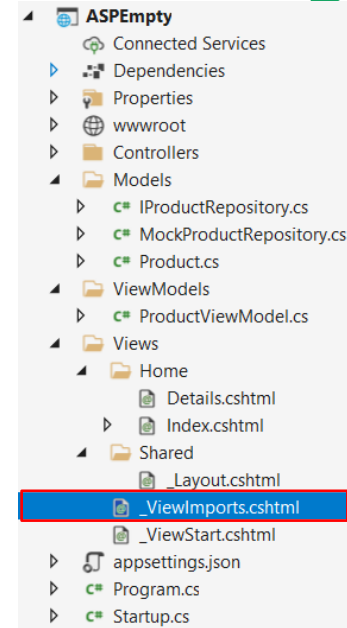 ASPEmpty
Connected Services
Dependencies
Properties
wwwroot
Controllers
Models
C# IProductRepository.cs
C# MockProductRepository.cs
C# Product.cs
ViewModels
C# ProductViewModel.cs
Views
Home
Details.cshtml
Index.cshtml
Shared
_Layout.cshtml
_ViewImports.cshtml
_ViewStart.cshtml
appsettings.json
C# Program.cs
C# Startup.cs